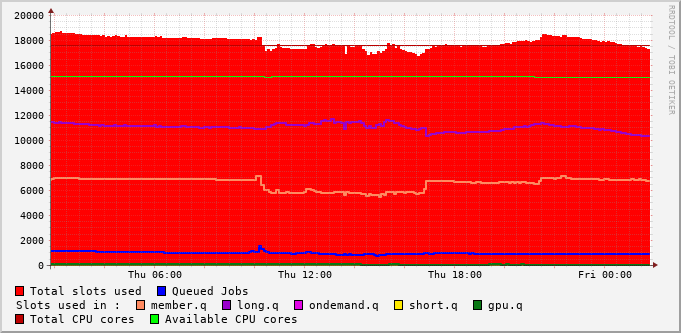 20000
18000
16000
14000
12000
10000
8000
6000
4000
2000
0
Thu 06:00 Thu 12:00 Thu 18:00 Fri 00:00
RRDTOOL / TOBI OETIKER
Total slots used Queued Jobs
Slots used in : member.q long.q ondemand.q short.q gpu.q
Total CPU cores Available CPU cores